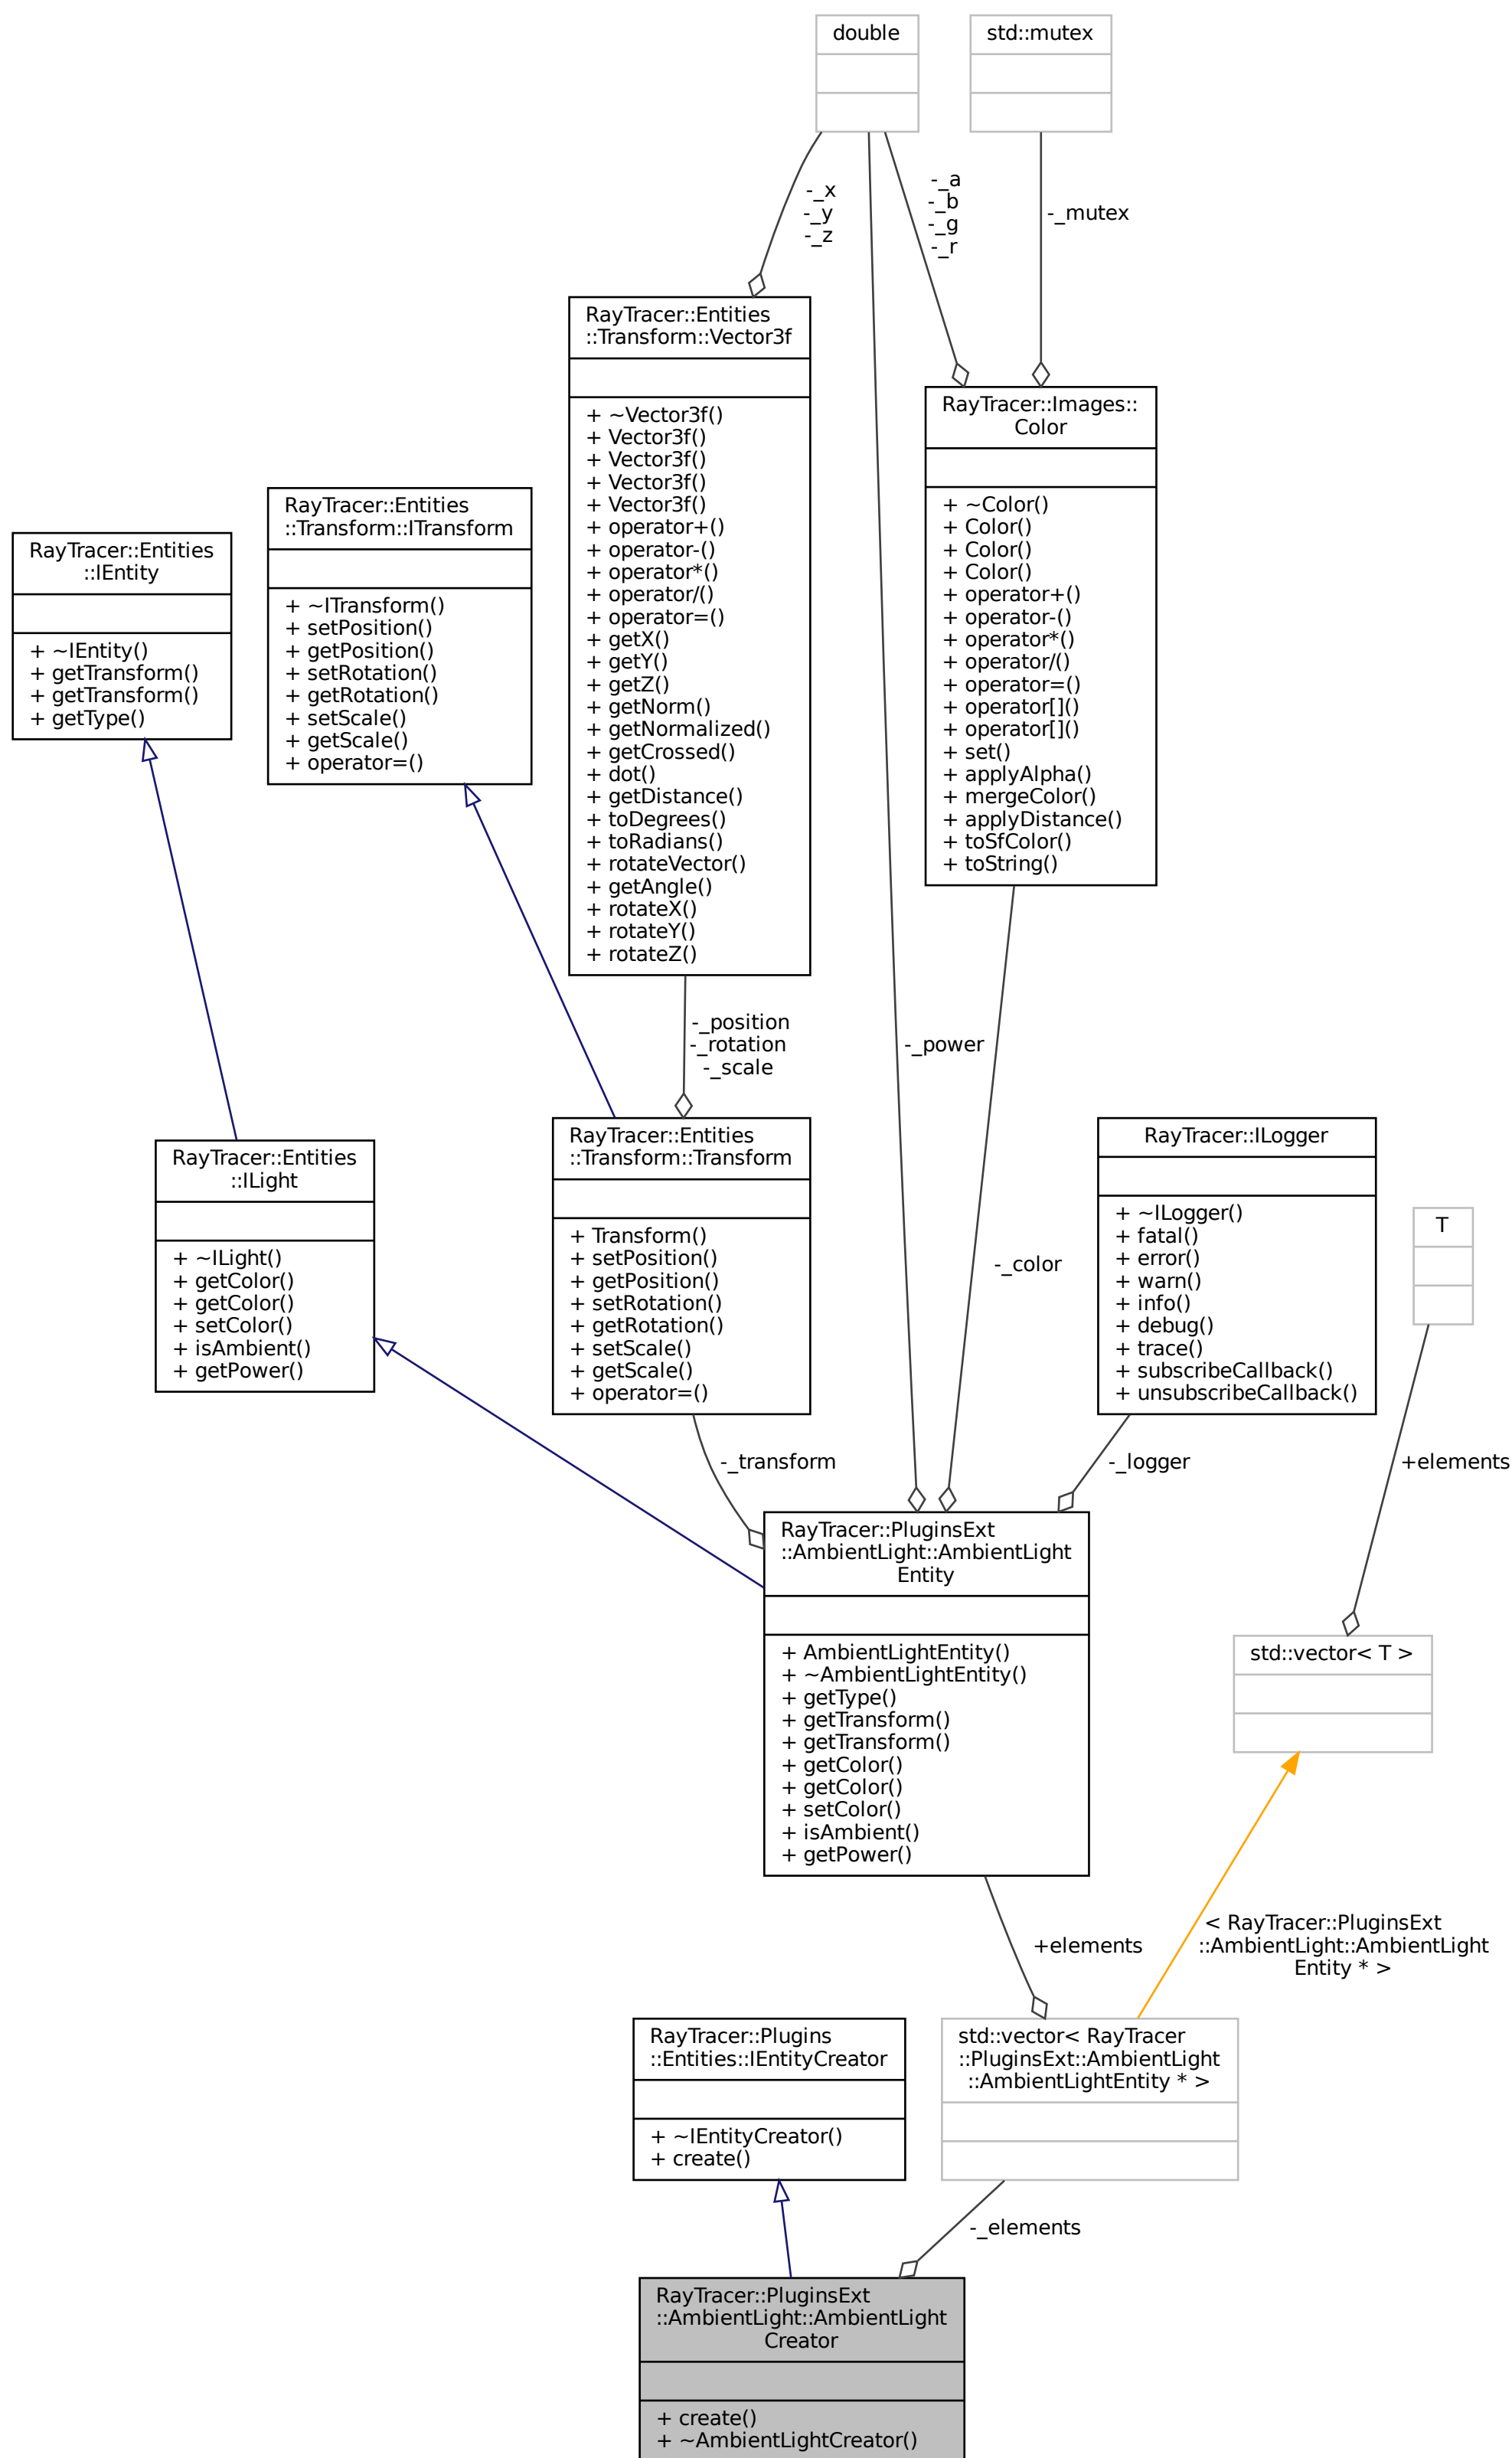 double
std::mutex
-_x
-_y
-_z
-_a
-_b
-_g
-_r
-_mutex
RayTracer::Entities
::Transform::Vector3f
+ ~Vector3f()
+ Vector3f()
+ Vector3f()
+ Vector3f()
+ Vector3f()
+ operator+()
+ operator-()
+ operator*()
+ operator/()
+ operator=()
+ getX()
+ getY()
+ getZ()
+ getNorm()
+ getNormalized()
+ getCrossed()
+ dot()
+ getDistance()
+ toDegrees()
+ toRadians()
+ rotateVector()
+ getAngle()
+ rotateX()
+ rotateY()
+ rotateZ()
RayTracer::Images::
Color
+ ~Color()
+ Color()
+ Color()
+ Color()
+ operator+()
+ operator-()
+ operator*()
+ operator/()
+ operator=()
+ operator[]()
+ operator[]()
+ set()
+ applyAlpha()
+ mergeColor()
+ applyDistance()
+ toSfColor()
+ toString()
RayTracer::Entities
::Transform::ITransform
+ ~ITransform()
+ setPosition()
+ getPosition()
+ setRotation()
+ getRotation()
+ setScale()
+ getScale()
+ operator=()
RayTracer::Entities
::IEntity
+ ~IEntity()
+ getTransform()
+ getTransform()
+ getType()
-_position
-_rotation
-_scale
-_power
RayTracer::Entities
::ILight
+ ~ILight()
+ getColor()
+ getColor()
+ setColor()
+ isAmbient()
+ getPower()
RayTracer::Entities
::Transform::Transform
+ Transform()
+ setPosition()
+ getPosition()
+ setRotation()
+ getRotation()
+ setScale()
+ getScale()
+ operator=()
-_color
RayTracer::ILogger
+ ~ILogger()
+ fatal()
+ error()
+ warn()
+ info()
+ debug()
+ trace()
+ subscribeCallback()
+ unsubscribeCallback()
T
-_transform
-_logger
+elements
RayTracer::PluginsExt
::AmbientLight::AmbientLight
Entity
+ AmbientLightEntity()
+ ~AmbientLightEntity()
+ getType()
+ getTransform()
+ getTransform()
+ getColor()
+ getColor()
+ setColor()
+ isAmbient()
+ getPower()
std::vector< T >
+elements
< RayTracer::PluginsExt
::AmbientLight::AmbientLight
Entity * >
RayTracer::Plugins
::Entities::IEntityCreator
+ ~IEntityCreator()
+ create()
std::vector< RayTracer
::PluginsExt::AmbientLight
::AmbientLightEntity * >
-_elements
RayTracer::PluginsExt
::AmbientLight::AmbientLight
Creator
+ create()
+ ~AmbientLightCreator()